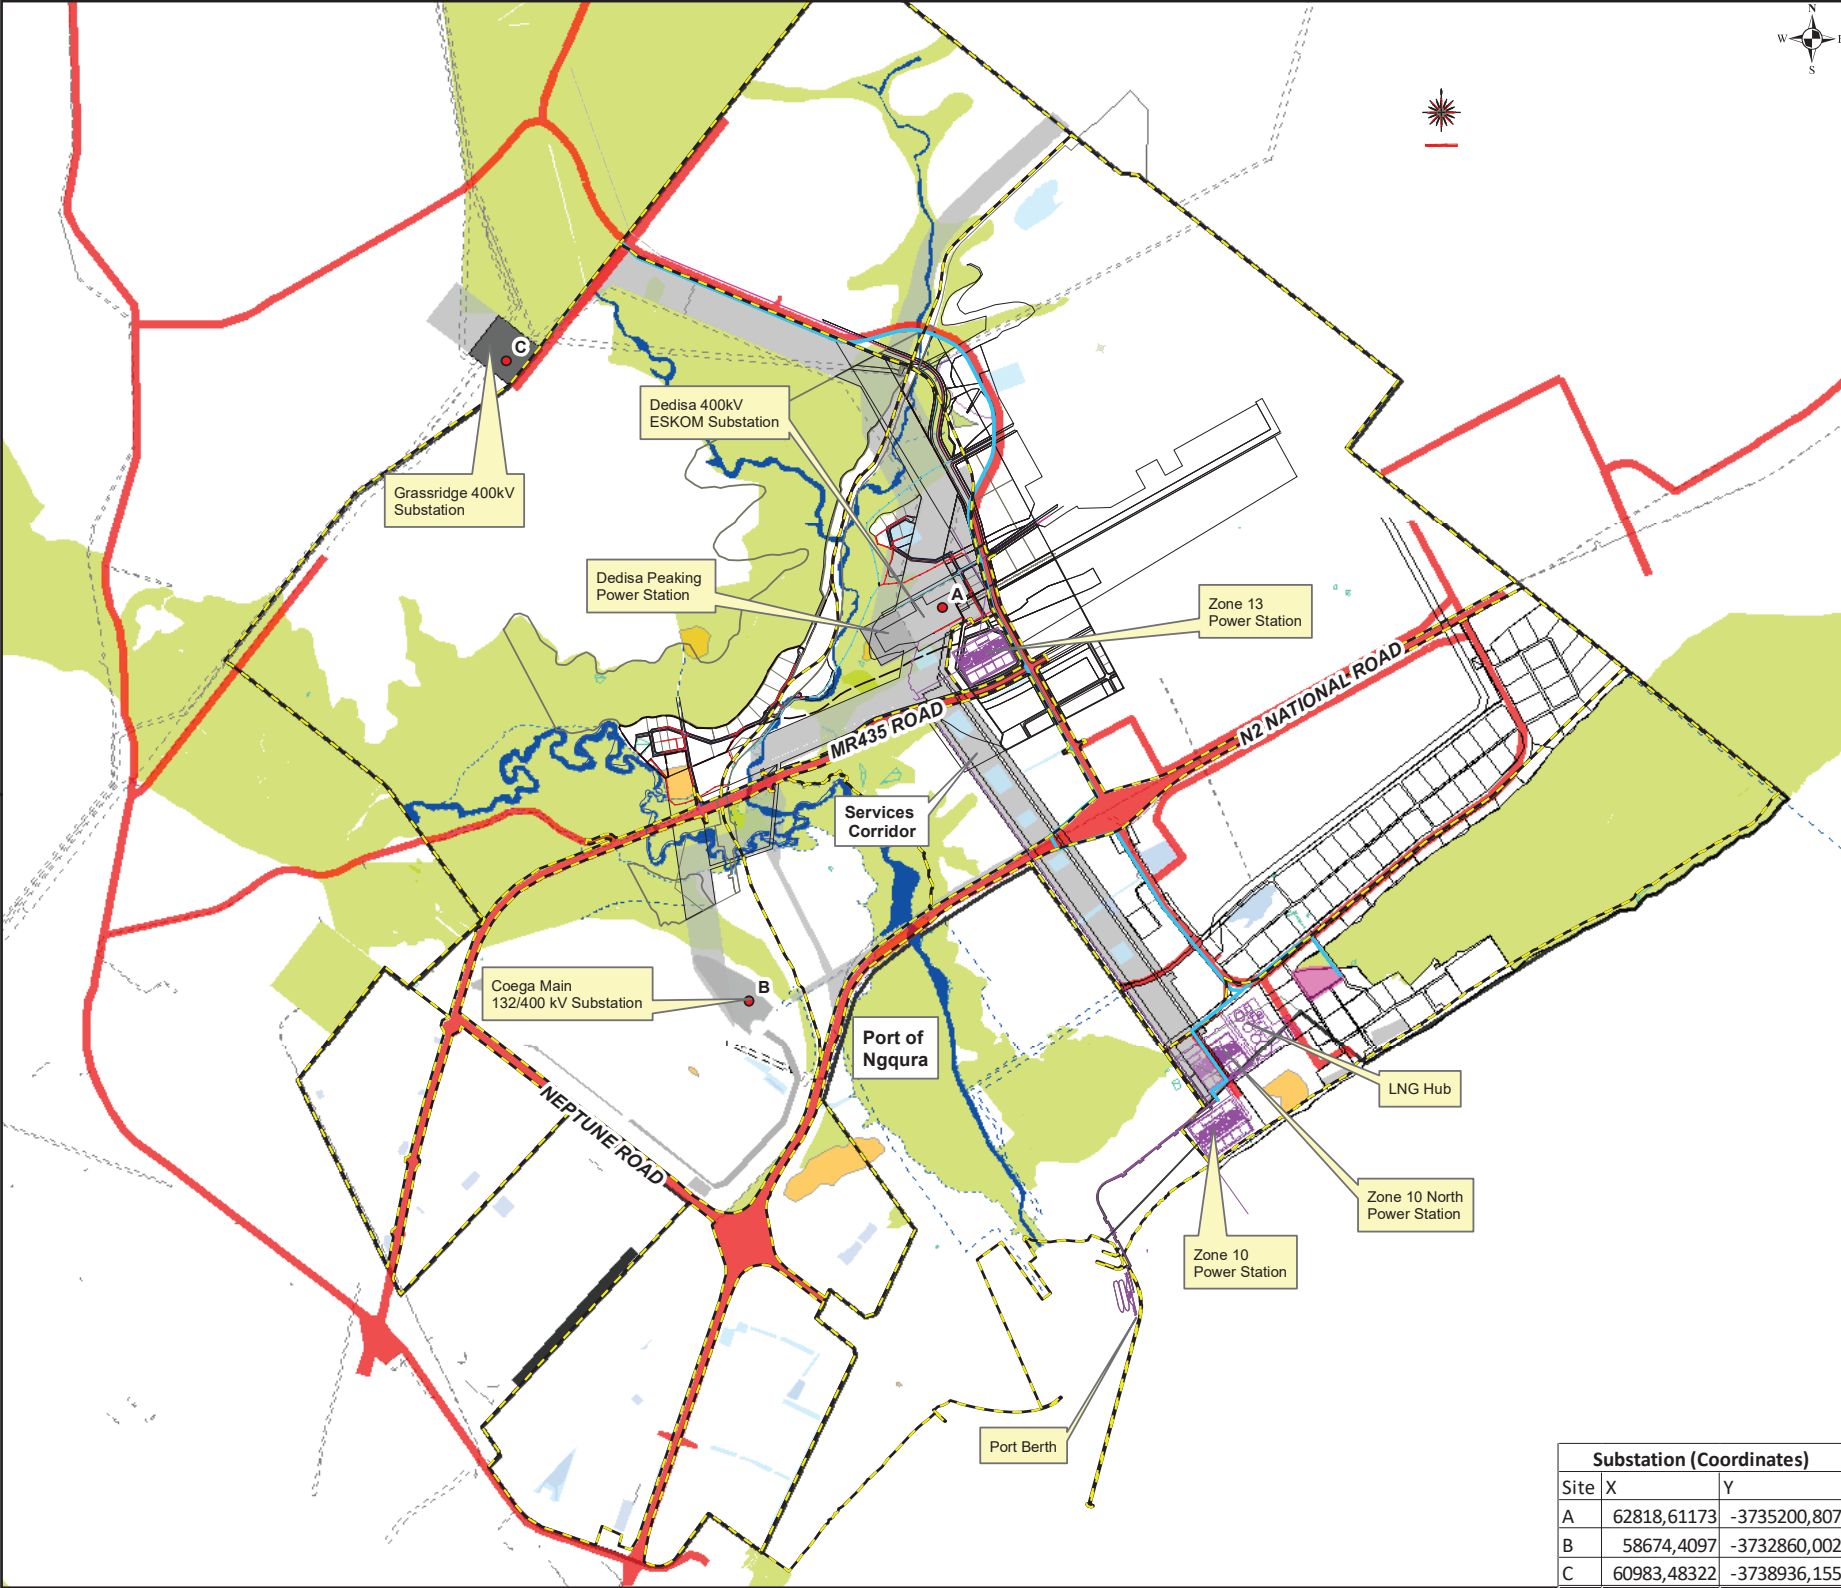 N
W
E
S
C
Dedisa 400kV
ESKOM Substation
Grassridge 400kV
Substation
Dedisa Peaking
Power Station
A
Zone 13
Power Station
N2 NATIONAL ROAD
MR435 ROAD
Services
Corridor
Coega Main
132/400 kV Substation
B
Port of
Ngqura
LNG Hub
NEPTUNE ROAD
Zone 10 North
Power Station
Zone 10
Power Station
Port Berth
Substation (Coordinates)
Site X Y
A 62818,61173 -3735200,807
B 58674,4097 -3732860,002
C 60983,48322 -3738936,155